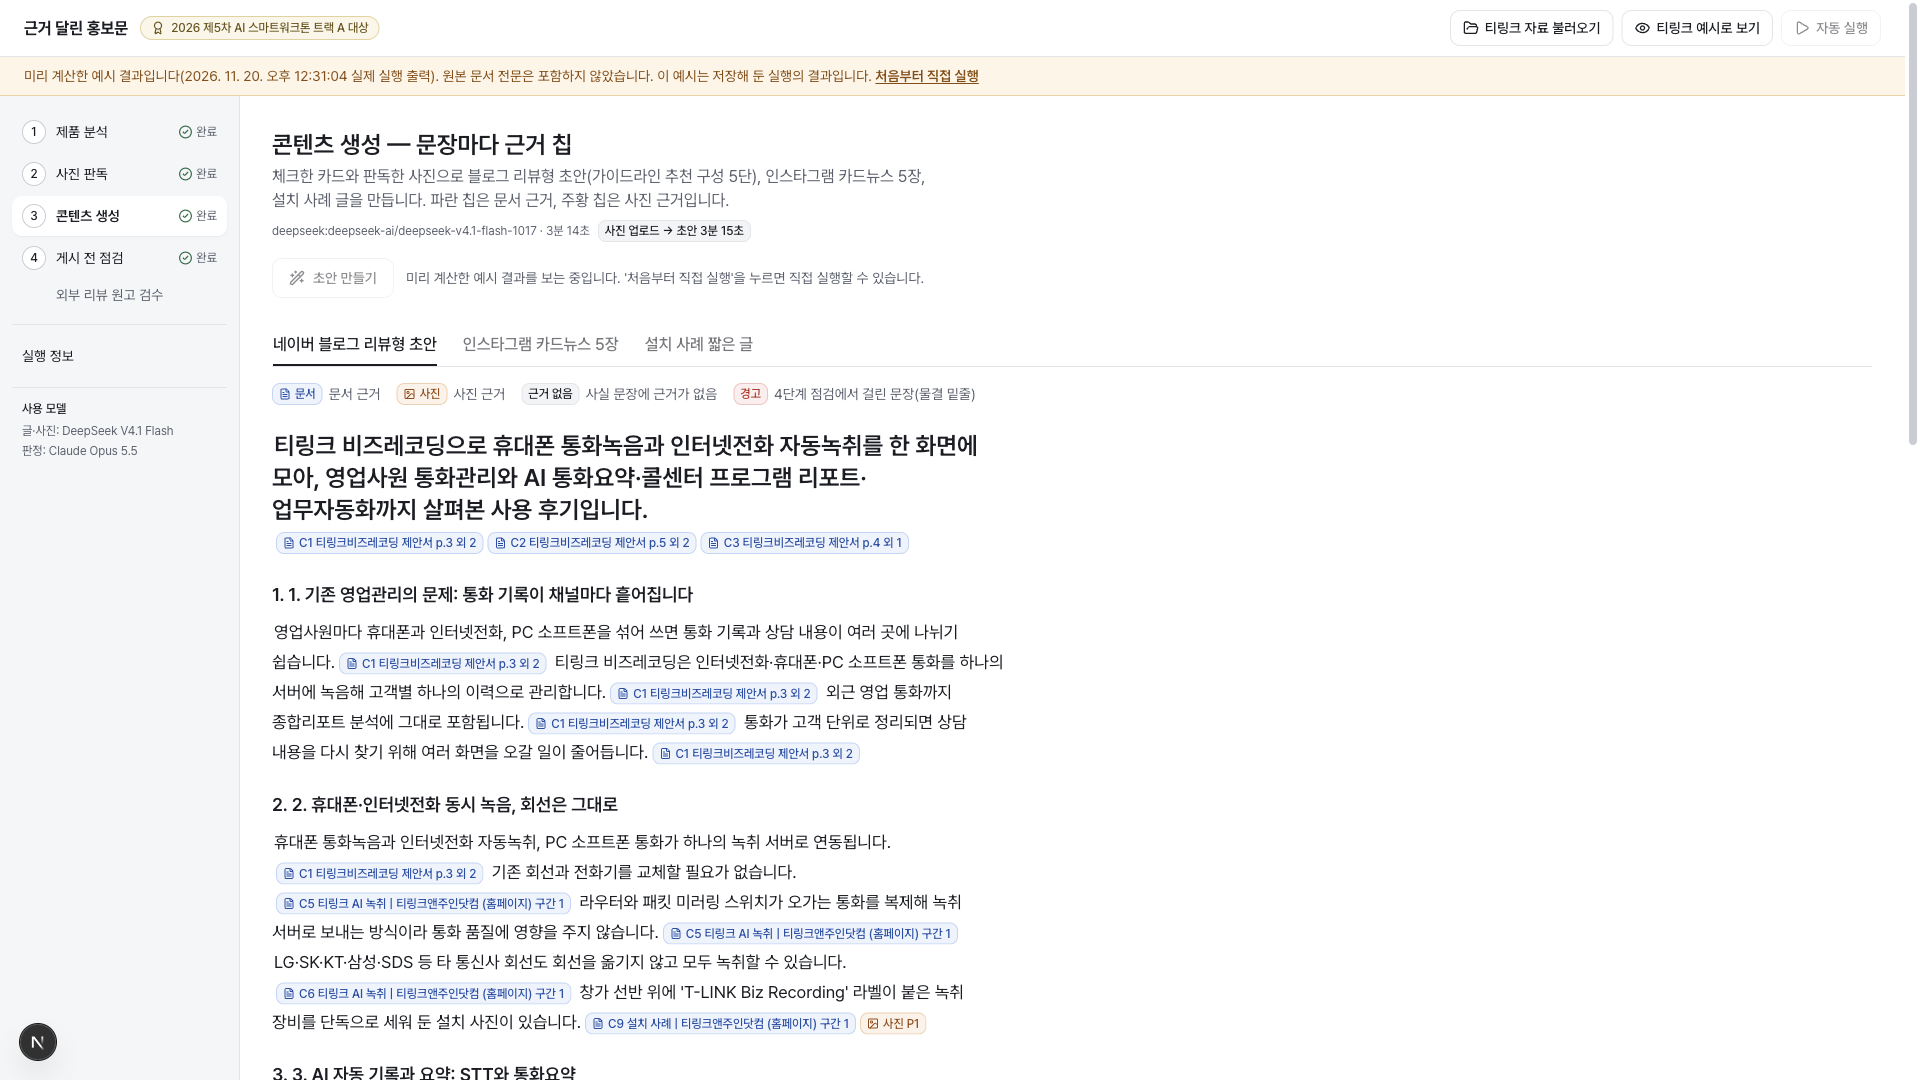 근거 달린 홍보문
2026 제5차 AI 스마트워크톤 트랙 A 대상
티링크 자료 불러오기
티링크 예시로 보기
자동 실행
미리 계산한 예시 결과입니다(2026. 11. 20. 오후 12:31:04 실제 실행 출력). 원본 문서 전문은 포함하지 않았습니다. 이 예시는 저장해 둔 실행의 결과입니다. 처음부터 직접 실행
1 제품 분석 완료
2 사진 판독 완료
3 콘텐츠 생성 완료
4 게시 전 점검 완료
외부 리뷰 원고 검수
실행 정보
사용 모델
글·사진: DeepSeek V4.1 Flash
판정: Claude Opus 5.5
콘텐츠 생성 — 문장마다 근거 칩
체크한 카드와 판독한 사진으로 블로그 리뷰형 초안(가이드라인 추천 구성 5단), 인스타그램 카드뉴스 5장,
설치 사례 글을 만듭니다. 파란 칩은 문서 근거, 주황 칩은 사진 근거입니다.
deepseek:deepseek-ai/deepseek-v4.1-flash-1017 · 3분 14초 사진 업로드 → 초안 3분 15초
초안 만들기 미리 계산한 예시 결과를 보는 중입니다. '처음부터 직접 실행'을 누르면 직접 실행할 수 있습니다.
네이버 블로그 리뷰형 초안 인스타그램 카드뉴스 5장 설치 사례 짧은 글
문서 문서 근거 사진 사진 근거 근거 없음 사실 문장에 근거가 없음 경고 4단계 점검에서 걸린 문장(물결 밑줄)
티링크 비즈레코딩으로 휴대폰 통화녹음과 인터넷전화 자동녹취를 한 화면에
모아, 영업사원 통화관리와 AI 통화요약·콜센터 프로그램 리포트·
업무자동화까지 살펴본 사용 후기입니다.
C1 티링크비즈레코딩 제안서 p.3 외 2 C2 티링크비즈레코딩 제안서 p.5 외 2 C3 티링크비즈레코딩 제안서 p.4 외 1
1. 1. 기존 영업관리의 문제: 통화 기록이 채널마다 흩어집니다
영업사원마다 휴대폰과 인터넷전화, PC 소프트폰을 섞어 쓰면 통화 기록과 상담 내용이 여러 곳에 나뉘기
쉽습니다. C1 티링크비즈레코딩 제안서 p.3 외 2 티링크 비즈레코딩은 인터넷전화·휴대폰·PC 소프트폰 통화를 하나의
서버에 녹음해 고객별 하나의 이력으로 관리합니다. C1 티링크비즈레코딩 제안서 p.3 외 2 외근 영업 통화까지
종합리포트 분석에 그대로 포함됩니다. C1 티링크비즈레코딩 제안서 p.3 외 2 통화가 고객 단위로 정리되면 상담
내용을 다시 찾기 위해 여러 화면을 오갈 일이 줄어듭니다. C1 티링크비즈레코딩 제안서 p.3 외 2
2. 2. 휴대폰·인터넷전화 동시 녹음, 회선은 그대로
휴대폰 통화녹음과 인터넷전화 자동녹취, PC 소프트폰 통화가 하나의 녹취 서버로 연동됩니다.
C1 티링크비즈레코딩 제안서 p.3 외 2 기존 회선과 전화기를 교체할 필요가 없습니다.
C5 티링크 AI 녹취 | 티링크앤주인닷컴 (홈페이지) 구간 1 라우터와 패킷 미러링 스위치가 오가는 통화를 복제해 녹취
서버로 보내는 방식이라 통화 품질에 영향을 주지 않습니다. C5 티링크 AI 녹취 | 티링크앤주인닷컴 (홈페이지) 구간 1
LG·SK·KT·삼성·SDS 등 타 통신사 회선도 회선을 옮기지 않고 모두 녹취할 수 있습니다.
C6 티링크 AI 녹취 | 티링크앤주인닷컴 (홈페이지) 구간 1 창가 선반 위에 'T-LINK Biz Recording' 라벨이 붙은 녹취
장비를 단독으로 세워 둔 설치 사진이 있습니다. C9 설치 사례 | 티링크앤주인닷컴 (홈페이지) 구간 1 사진 P1
3. 3. AI 자동 기록과 요약: STT와 통화요약
N